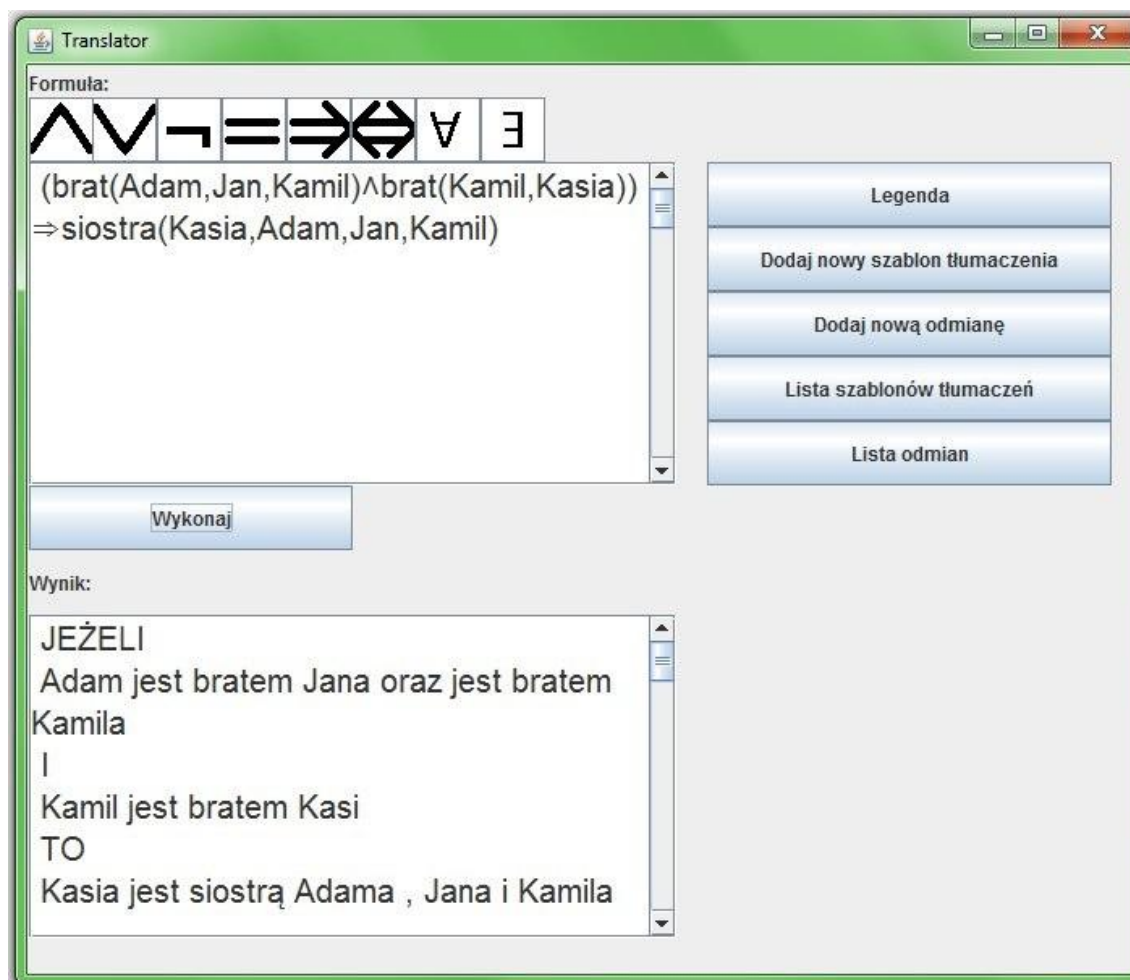 Translator
Formuła:
∧ ∨ ¬ = ⇒ ⇔ ∀ ∃
(brat(Adam,Jan,Kamil)∧brat(Kamil,Kasia))
⇒siostra(Kasia,Adam,Jan,Kamil)
Legenda
Dodaj nowy szablon tłumaczenia
Dodaj nową odmianę
Lista szablonów tłumaczeń
Lista odmian
Wykonaj
Wynik:
JEŻELI
Adam jest bratem Jana oraz jest bratem
Kamila
I
Kamil jest bratem Kasi
TO
Kasia jest siostrą Adama , Jana i Kamila